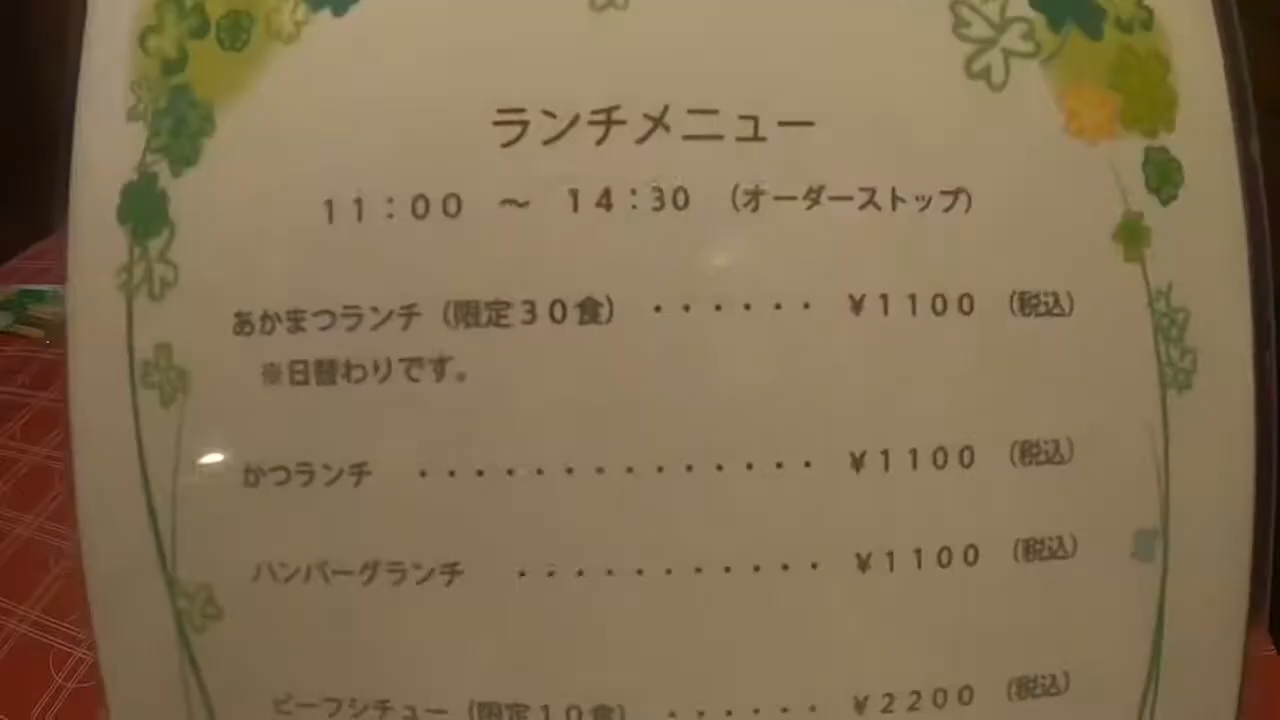 ランチメニュー
11:00 ～ 14:30 (オーダーストップ)
あかまつランチ (限定30食) ・・・・・・ ¥1100 (税込)
※日替わりです。
かつランチ ・・・・・・・・・・・・・・ ¥1100 (税込)
ハンバーグランチ ・・・・・・・・・・・ ¥1100 (税込)
ビーフシチュー (限定10食) ・・・・・・ ¥2200 (税込)